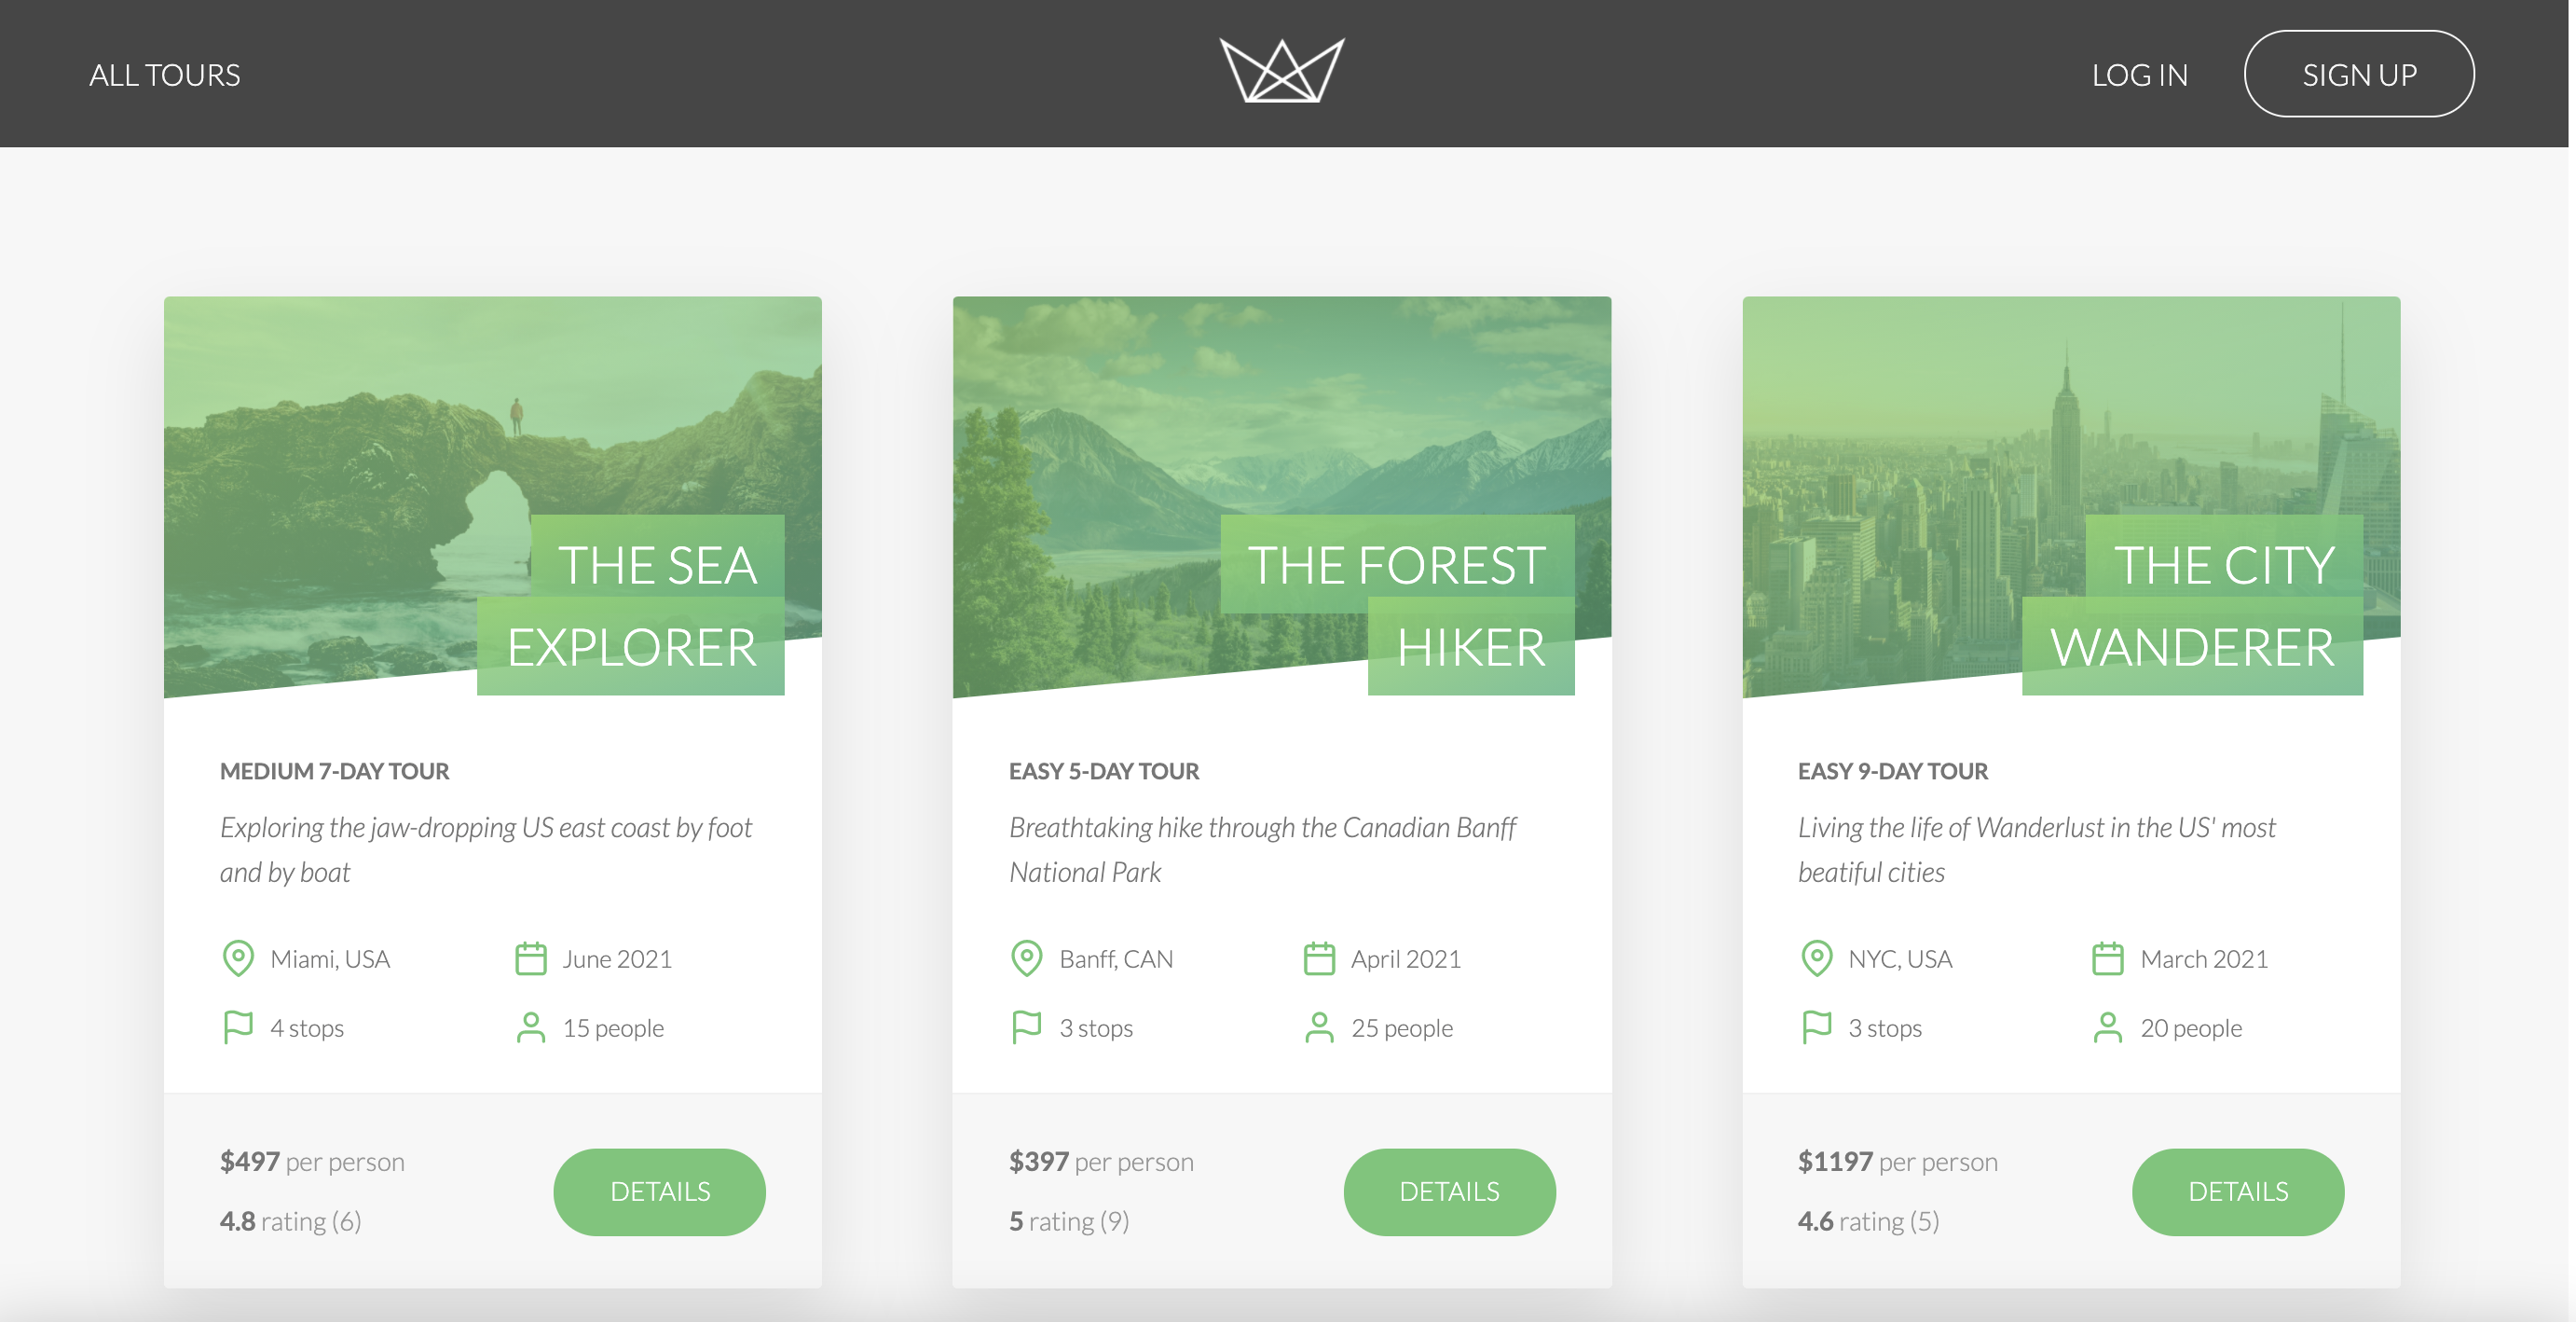 ALL TOURS
LOG IN
SIGN UP
THE SEA
EXPLORER
MEDIUM 7-DAY TOUR
Exploring the jaw-dropping US east coast by foot
and by boat
Miami, USA
June 2021
4 stops
15 people
$497 per person
4.8 rating (6)
DETAILS
THE FOREST
HIKER
EASY 5-DAY TOUR
Breathtaking hike through the Canadian Banff
National Park
Banff, CAN
April 2021
3 stops
25 people
$397 per person
5 rating (9)
DETAILS
THE CITY
WANDERER
EASY 9-DAY TOUR
Living the life of Wanderlust in the US' most
beatiful cities
NYC, USA
March 2021
3 stops
20 people
$1197 per person
4.6 rating (5)
DETAILS